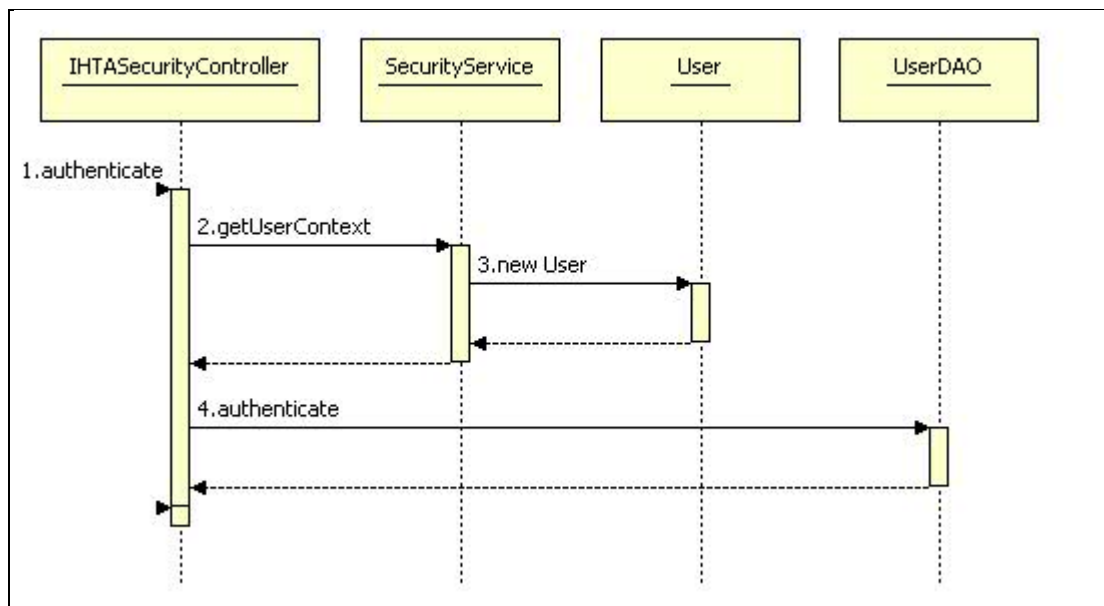 IHTASecurityController
SecurityService
User
UserDAO
1.authenticate
2.getUserContext
3.new User
4.authenticate